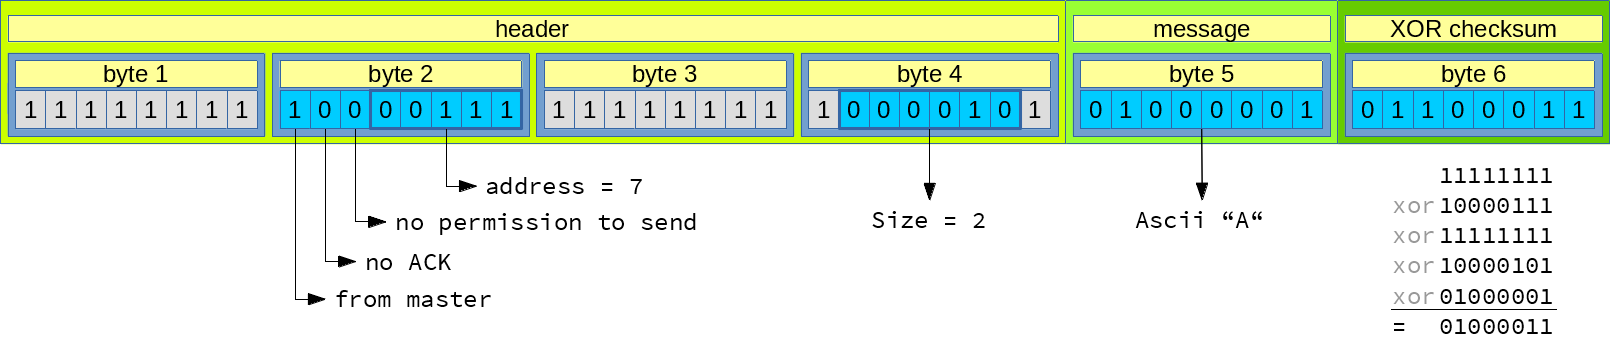 header message XOR checksum
byte 1 byte 2 byte 3 byte 4 byte 5 byte 6
1 1 1 1 1 1 1 1 1 0 0 0 0 1 1 1 1 1 1 1 1 1 1 1 1 0 0 0 0 1 0 1 0 1 0 0 0 0 0 1 0 1 1 0 0 0 1 1
address = 7
no permission to send
no ACK
from master
Size = 2
Ascii “A“
11111111
xor 10000111
xor 11111111
xor 10000101
xor 01000001
= 01000011